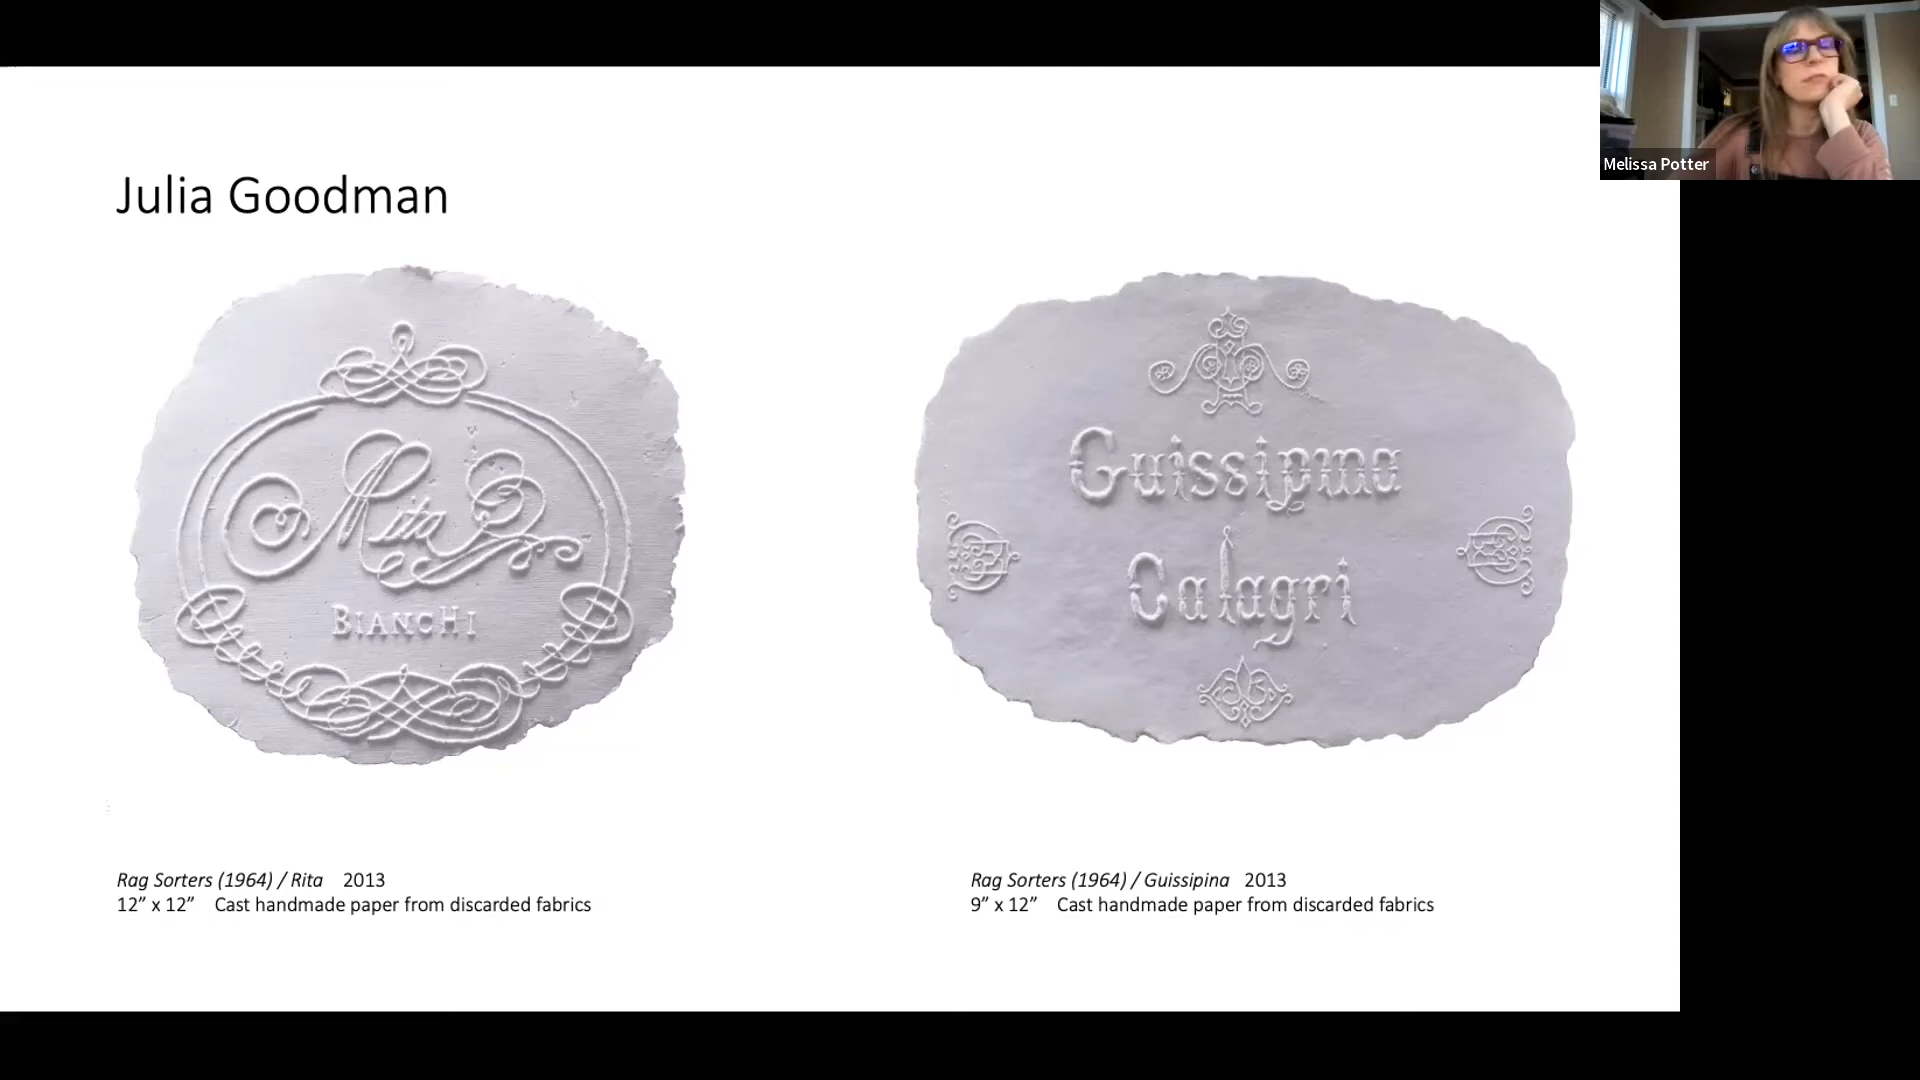 Melissa Potter
Julia Goodman
Rita
BIANCHI
Guissipina
Calagri
Rag Sorters (1964) / Rita 2013
12” x 12” Cast handmade paper from discarded fabrics
Rag Sorters (1964) / Guissipina 2013
9” x 12” Cast handmade paper from discarded fabrics